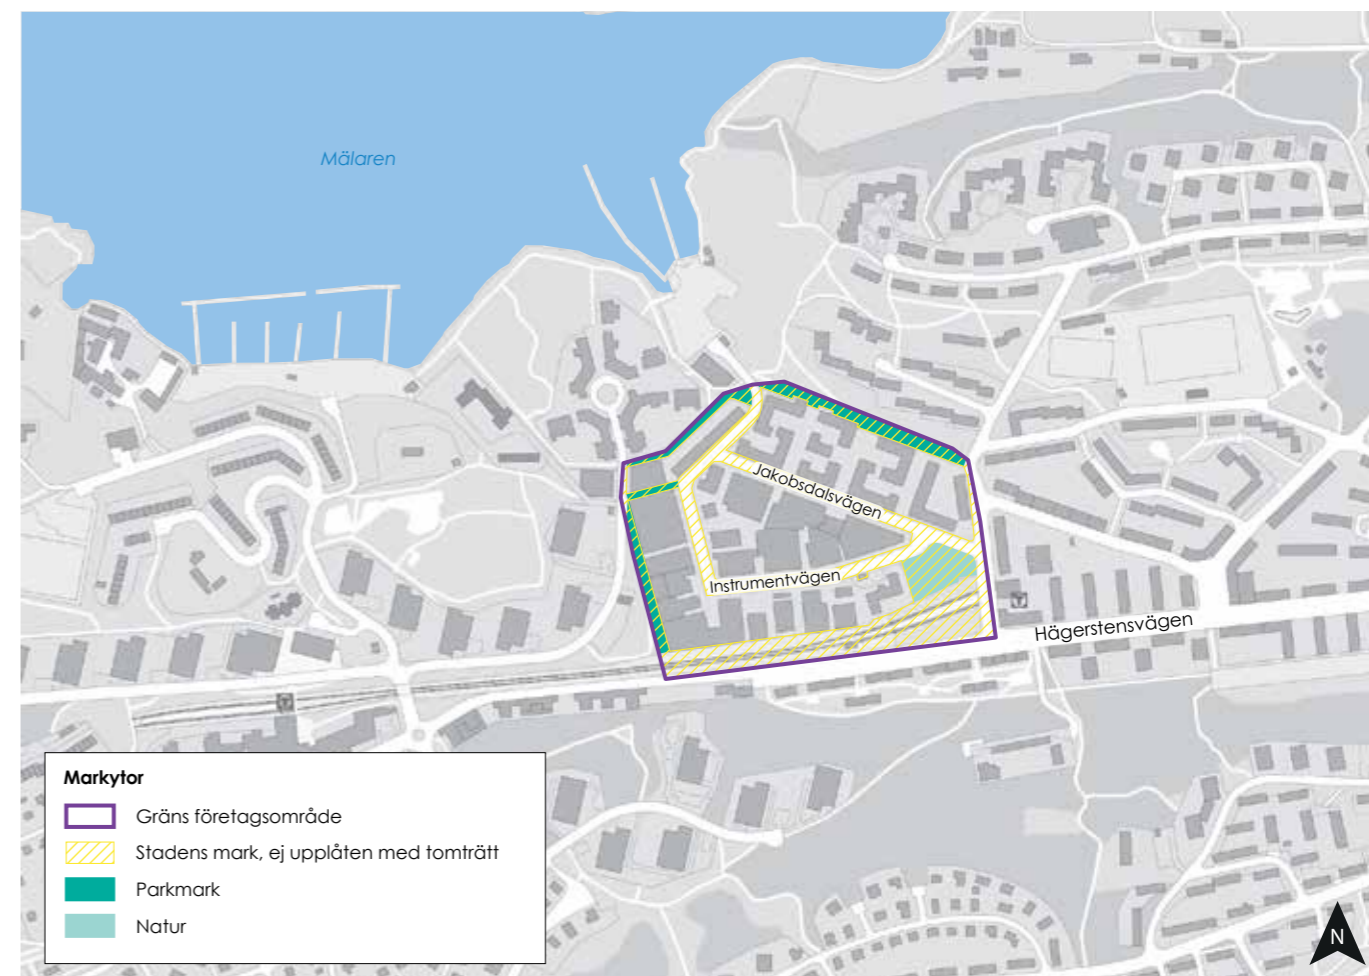 Mälaren
Jakobsdalsvägen
Instrumentvägen
Hägerstensvägen
T
T
Markytor
Gräns företagsområde
Stadens mark, ej upplåten med tomträtt
Parkmark
Natur
N